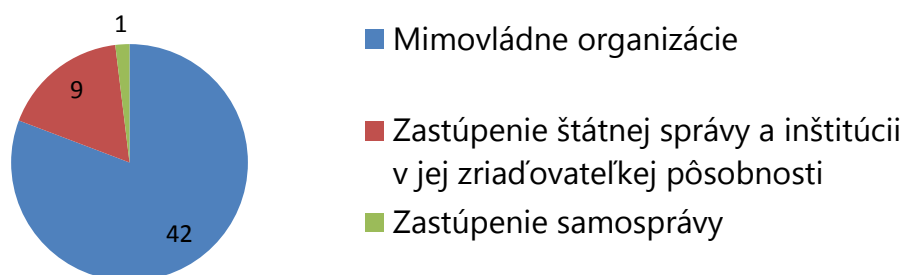 1
9
42
Mimovládne organizácie
Zastúpenie štátnej správy a inštitúcii
v jej zriaďovateľkej pôsobnosti
Zastúpenie samosprávy